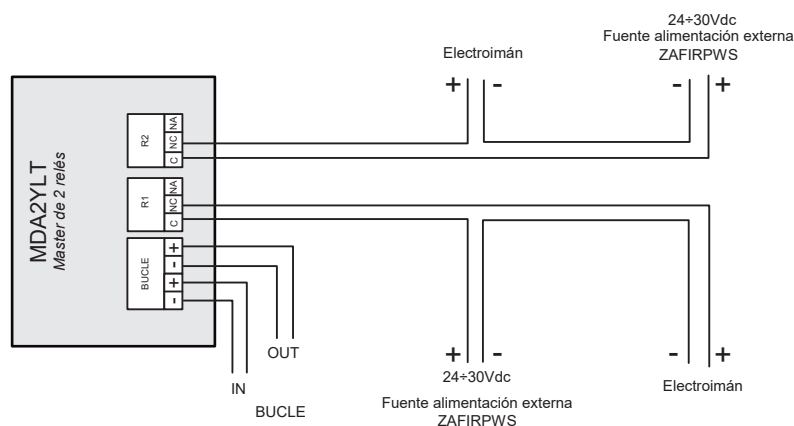 24÷30Vdc
Fuente alimentación externa
ZAFIRPWS
Electroimán
+ -
- +
MDA2YLT
Master de 2 relés
R2
NA
NC
C
R1
NA
NC
C
BUCLE
+
-
+
-
OUT
IN
BUCLE
+ -
24÷30Vdc
Fuente alimentación externa
ZAFIRPWS
- +
Electroimán